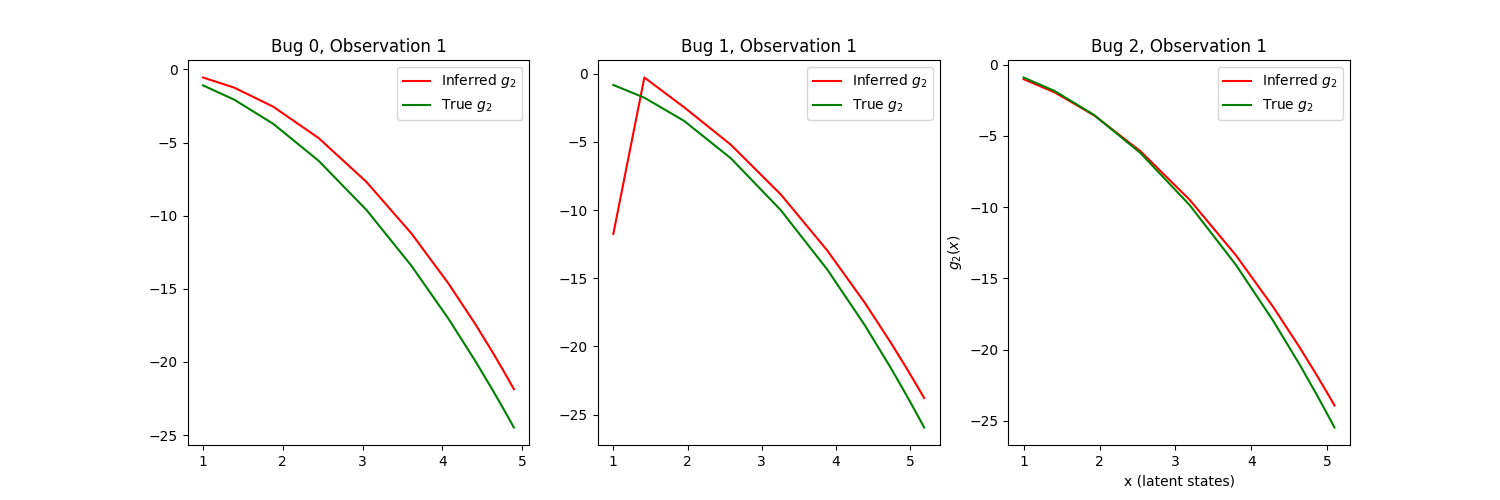 Bug 0, Observation 1
0
−5
−10
−15
−20
−25
1 2 3 4 5
Inferred g₂
True g₂
Bug 1, Observation 1
0
−5
−10
−15
−20
−25
1 2 3 4 5
Inferred g₂
True g₂
Bug 2, Observation 1
g₂(x)
0
−5
−10
−15
−20
−25
1 2 3 4 5
x (latent states)
Inferred g₂
True g₂